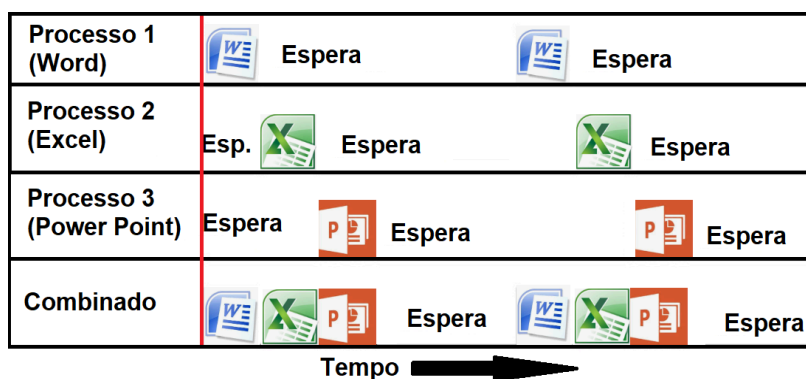 Processo 1
(Word)
Espera
Espera
Processo 2
(Excel)
Esp.
Espera
Espera
Processo 3
(Power Point)
Espera
Espera
Espera
Combinado
Espera
Espera
Tempo